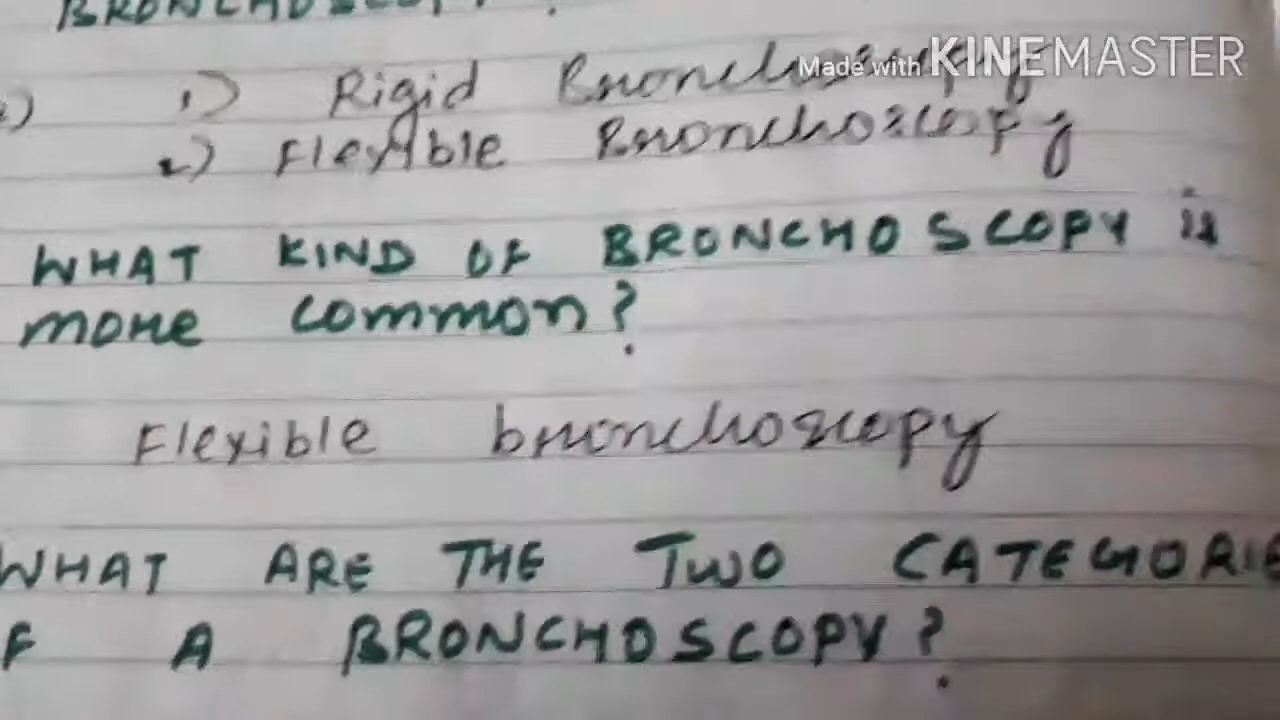 BRONCHOSCOPY?
1) Rigid Bronchoscopy
Made with KINEMASTER
2) Flexible Bronchoscopy
WHAT KIND OF BRONCHOSCOPY is
more common?
Flexible bronchoscopy
WHAT ARE THE TWO CATEGORIE
F A BRONCHOSCOPY?